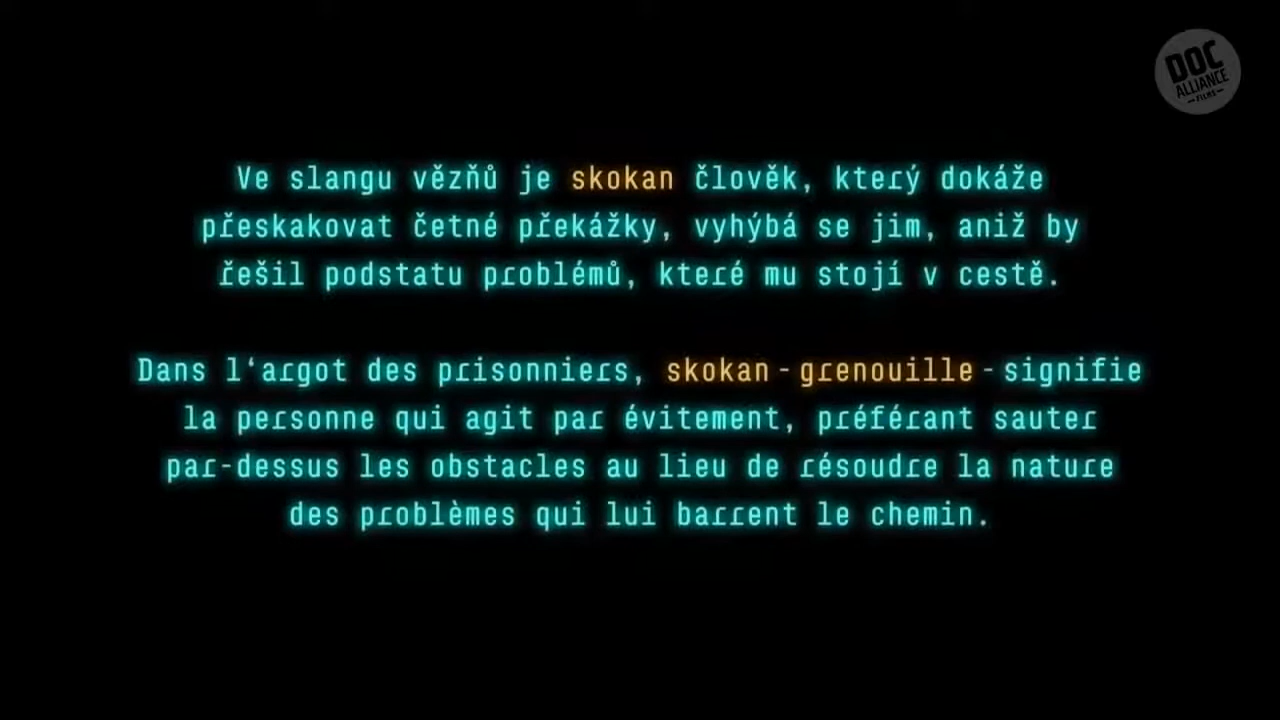 DOC
ALLIANCE
FILMS
Ve slangu vězňů je skokan člověk, který dokáže
přeskakovat četné překážky, vyhýbá se jim, aniž by
řešil podstatu problémů, které mu stojí v cestě.
Dans l‘argot des prisonniers, skokan-grenouille-signifie
la personne qui agit par évitement, préférant sauter
par-dessus les obstacles au lieu de résoudre la nature
des problèmes qui lui barrent le chemin.